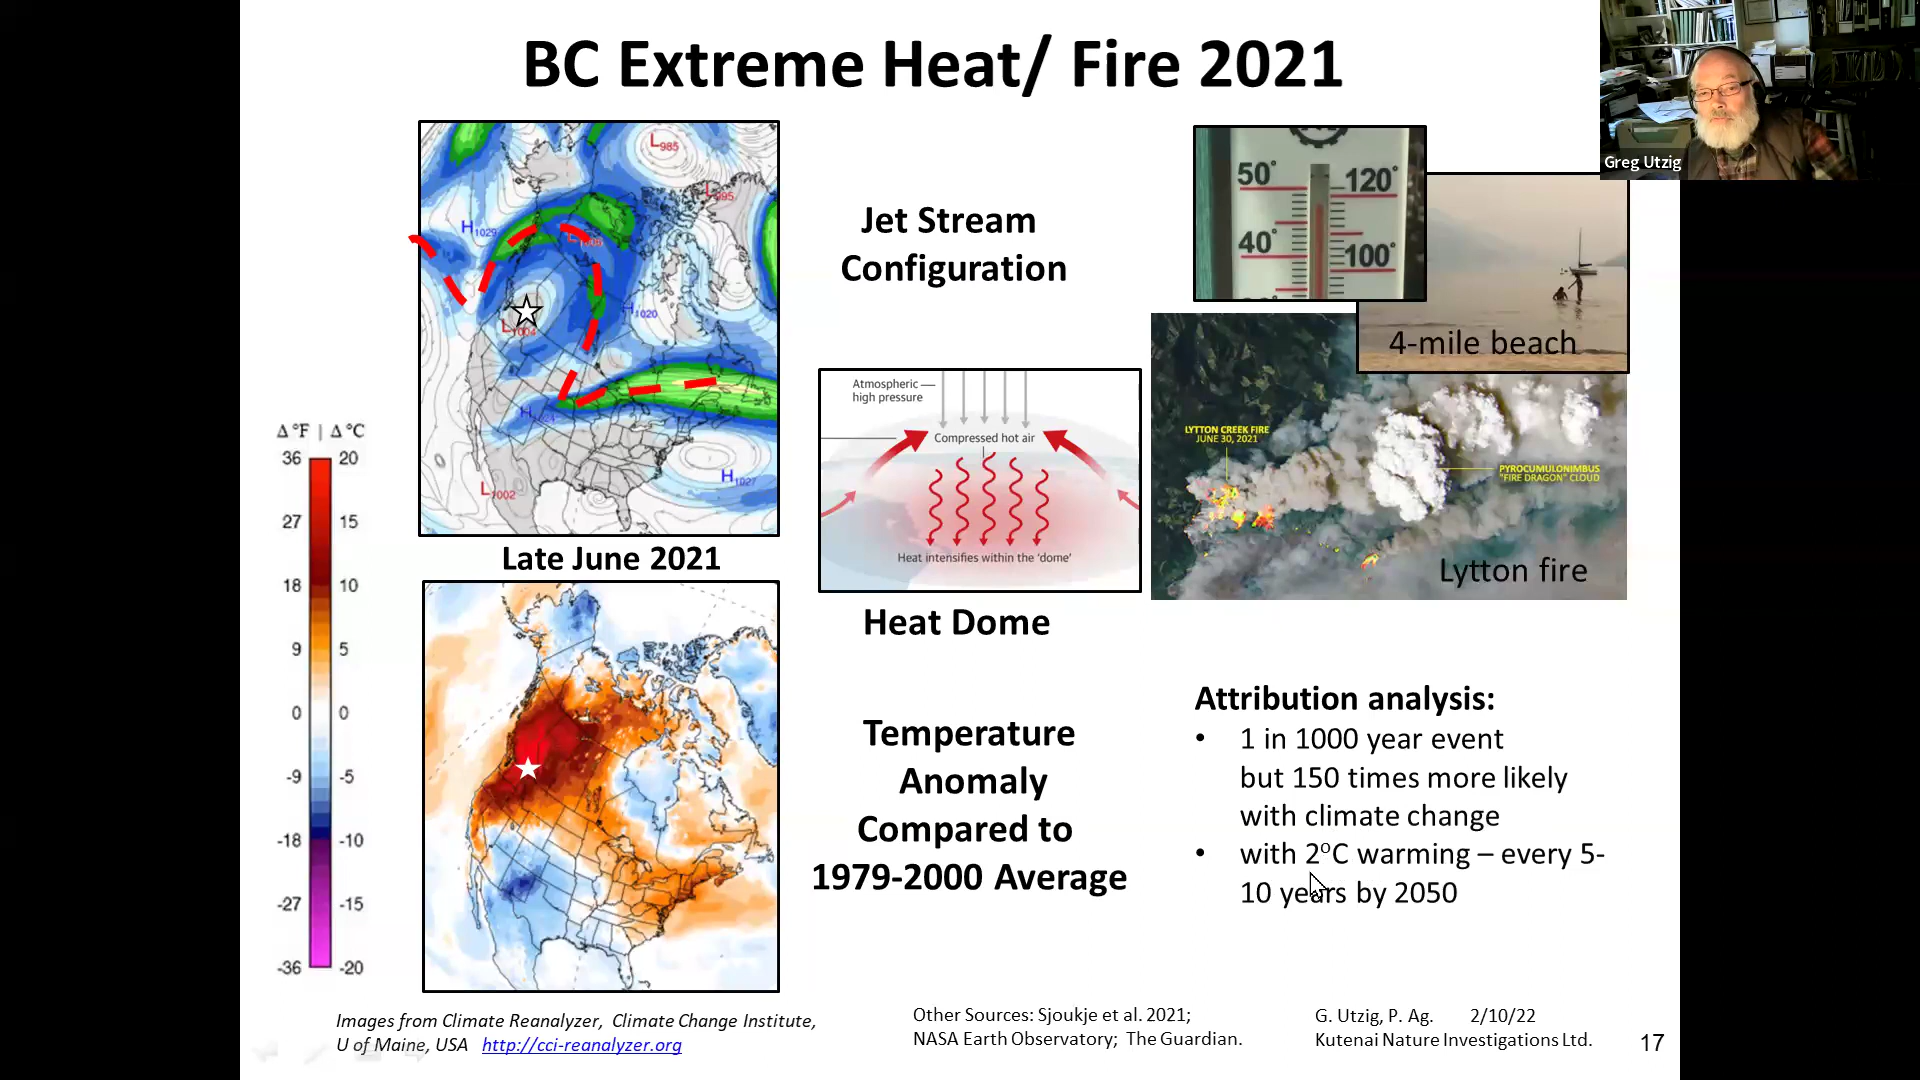 BC Extreme Heat/ Fire 2021
Greg Utzig
L985
H1029
L1004
H1020
H1027
L1002
Jet Stream
Configuration
50°
120°
40°
100°
4-mile beach
Atmospheric
high pressure
Compressed hot air
Heat intensifies within the ‘dome’
LYTTON CREEK FIRE
JUNE 30, 2021
PYROCUMULONIMBUS
"FIRE DRAGON" CLOUD
Lytton fire
Late June 2021
Heat Dome
Δ °F | Δ °C
36 20
27 15
18 10
9 5
0 0
-9 -5
-18 -10
-27 -15
-36 -20
Temperature
Anomaly
Compared to
1979-2000 Average
Attribution analysis:
• 1 in 1000 year event
but 150 times more likely
with climate change
• with 2°C warming – every 5-
10 years by 2050
Images from Climate Reanalyzer, Climate Change Institute,
U of Maine, USA http://cci-reanalyzer.org
Other Sources: Sjoukje et al. 2021;
NASA Earth Observatory; The Guardian.
G. Utzig, P. Ag. 2/10/22
Kutenai Nature Investigations Ltd.
17